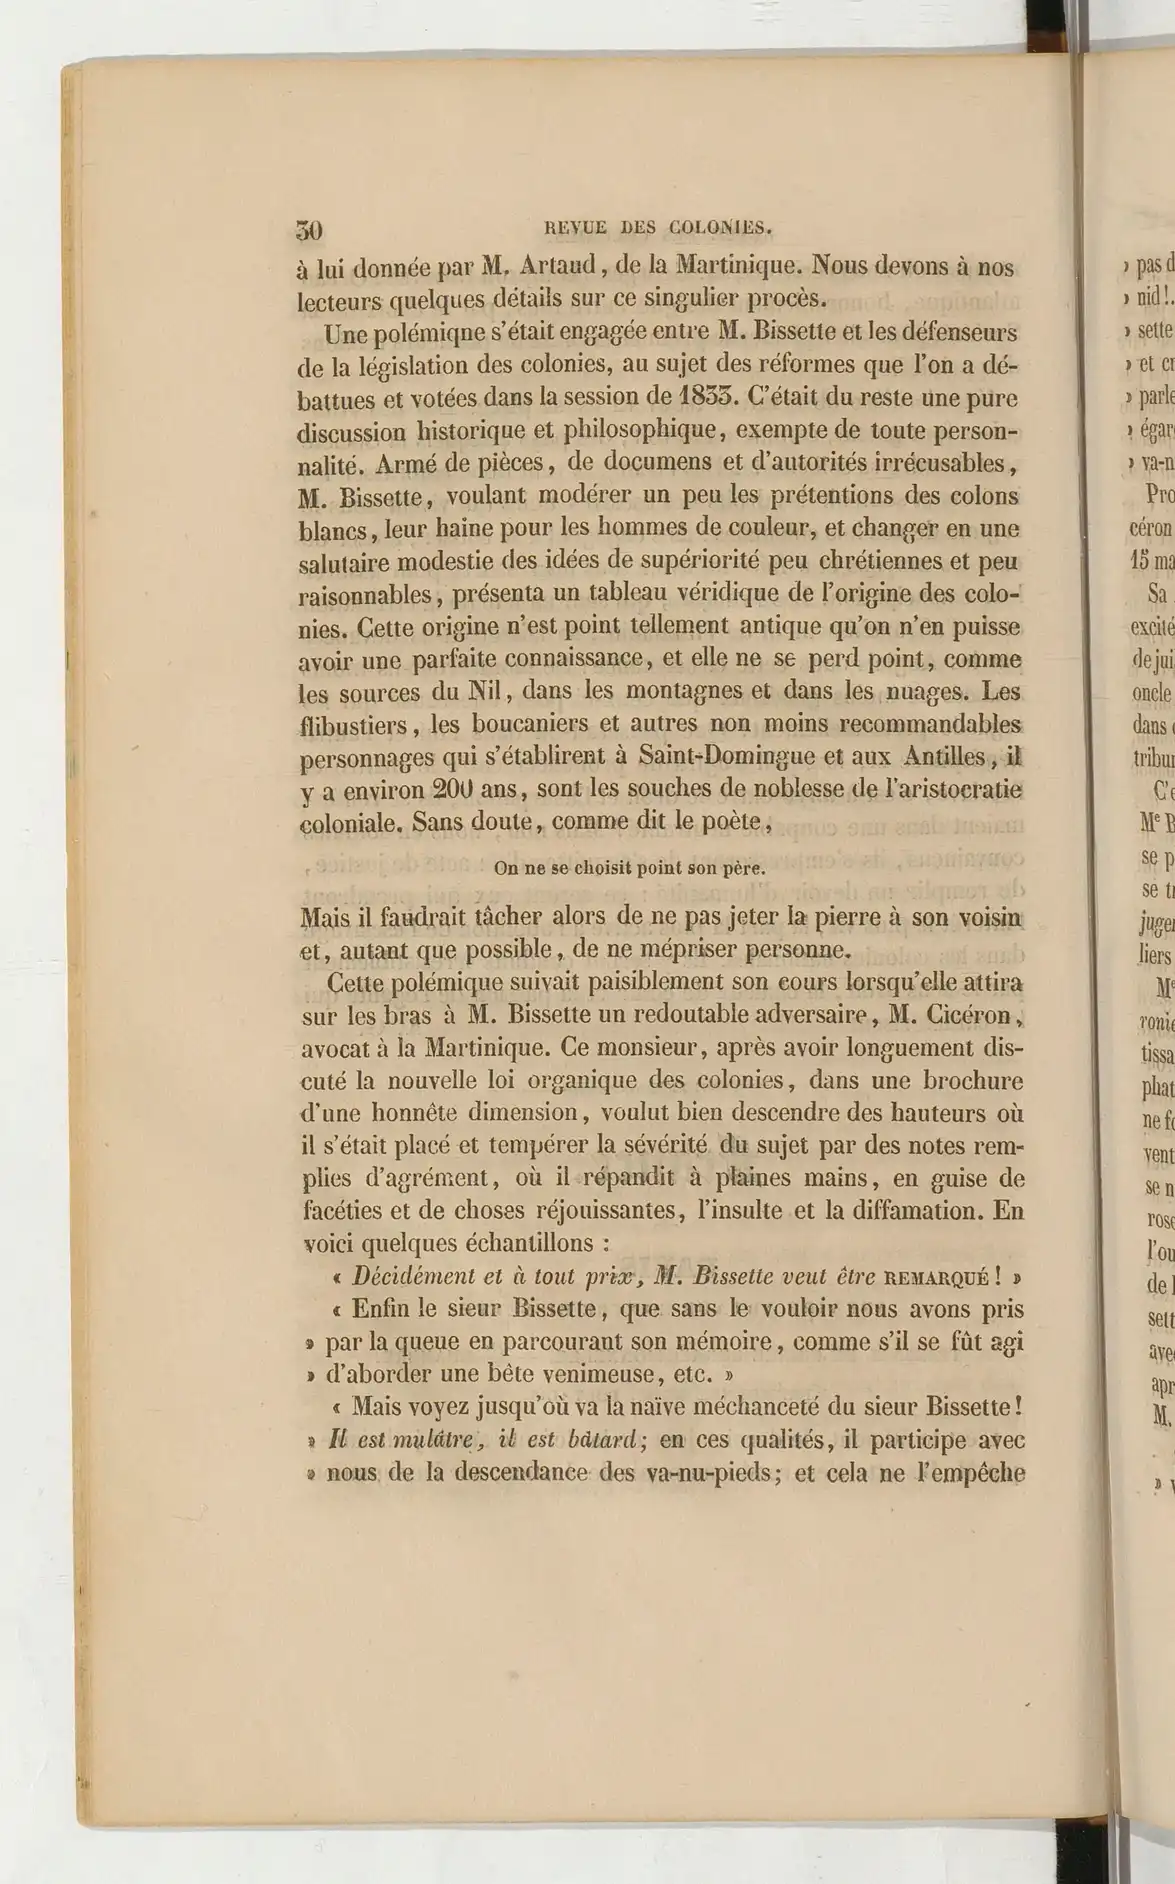 30 REVUE DES COLONIES.
à lui donnée par M. Artaud, de la Martinique. Nous devons à nos
lecteurs quelques détails sur ce singulier procès.
Une polémiqne s'était engagée entre M. Bissette et les défenseurs
de la législation des colonies, au sujet des réformes que l'on a dé-
battues et votées dans la session de 1833. C'était du reste une pure
discussion historique et philosophique, exempte de toute person-
nalité. Armé de pièces, de documens et d'autorités irrécusables,
M. Bissette, voulant modérer un peu les prétentions des colons
blancs, leur haine pour les hommes de couleur, et changer en une
salutaire modestie des idées de supériorité peu chrétiennes et peu
raisonnables, présenta un tableau véridique de l'origine des colo-
nies. Cette origine n'est point tellement antique qu'on n'en puisse
avoir une parfaite connaissance, et elle ne se perd point, comme
les sources du Nil, dans les montagnes et dans les nuages. Les
flibustiers, les boucaniers et autres non moins recommandables
personnages qui s'établirent à Saint-Domingue et aux Antilles, il
y a environ 200 ans, sont les souches de noblesse de l'aristocratie
coloniale. Sans doute, comme dit le poète,
On ne se choisit point son père.
Mais il faudrait tâcher alors de ne pas jeter la pierre à son voisin
et, autant que possible, de ne mépriser personne.
Cette polémique suivait paisiblement son cours lorsqu'elle attira
sur les bras à M. Bissette un redoutable adversaire, M. Cicéron,
avocat à la Martinique. Ce monsieur, après avoir longuement dis-
cuté la nouvelle loi organique des colonies, dans une brochure
d'une honnête dimension, voulut bien descendre des hauteurs où
il s'était placé et tempérer la sévérité du sujet par des notes rem-
plies d'agrément, où il répandit à plaines mains, en guise de
facéties et de choses réjouissantes, l'insulte et la diffamation. En
voici quelques échantillons :
« Décidément et à tout prix, M. Bissette veut être REMARQUÉ ! »
« Enfin le sieur Bissette, que sans le vouloir nous avons pris
» par la queue en parcourant son mémoire, comme s'il se fût agi
» d'aborder une bête venimeuse, etc. »
« Mais voyez jusqu'où va la naïve méchanceté du sieur Bissette !
» Il est mulâtre, il est bâtard; en ces qualités, il participe avec
» nous de la descendance des va-nu-pieds; et cela ne l'empêche